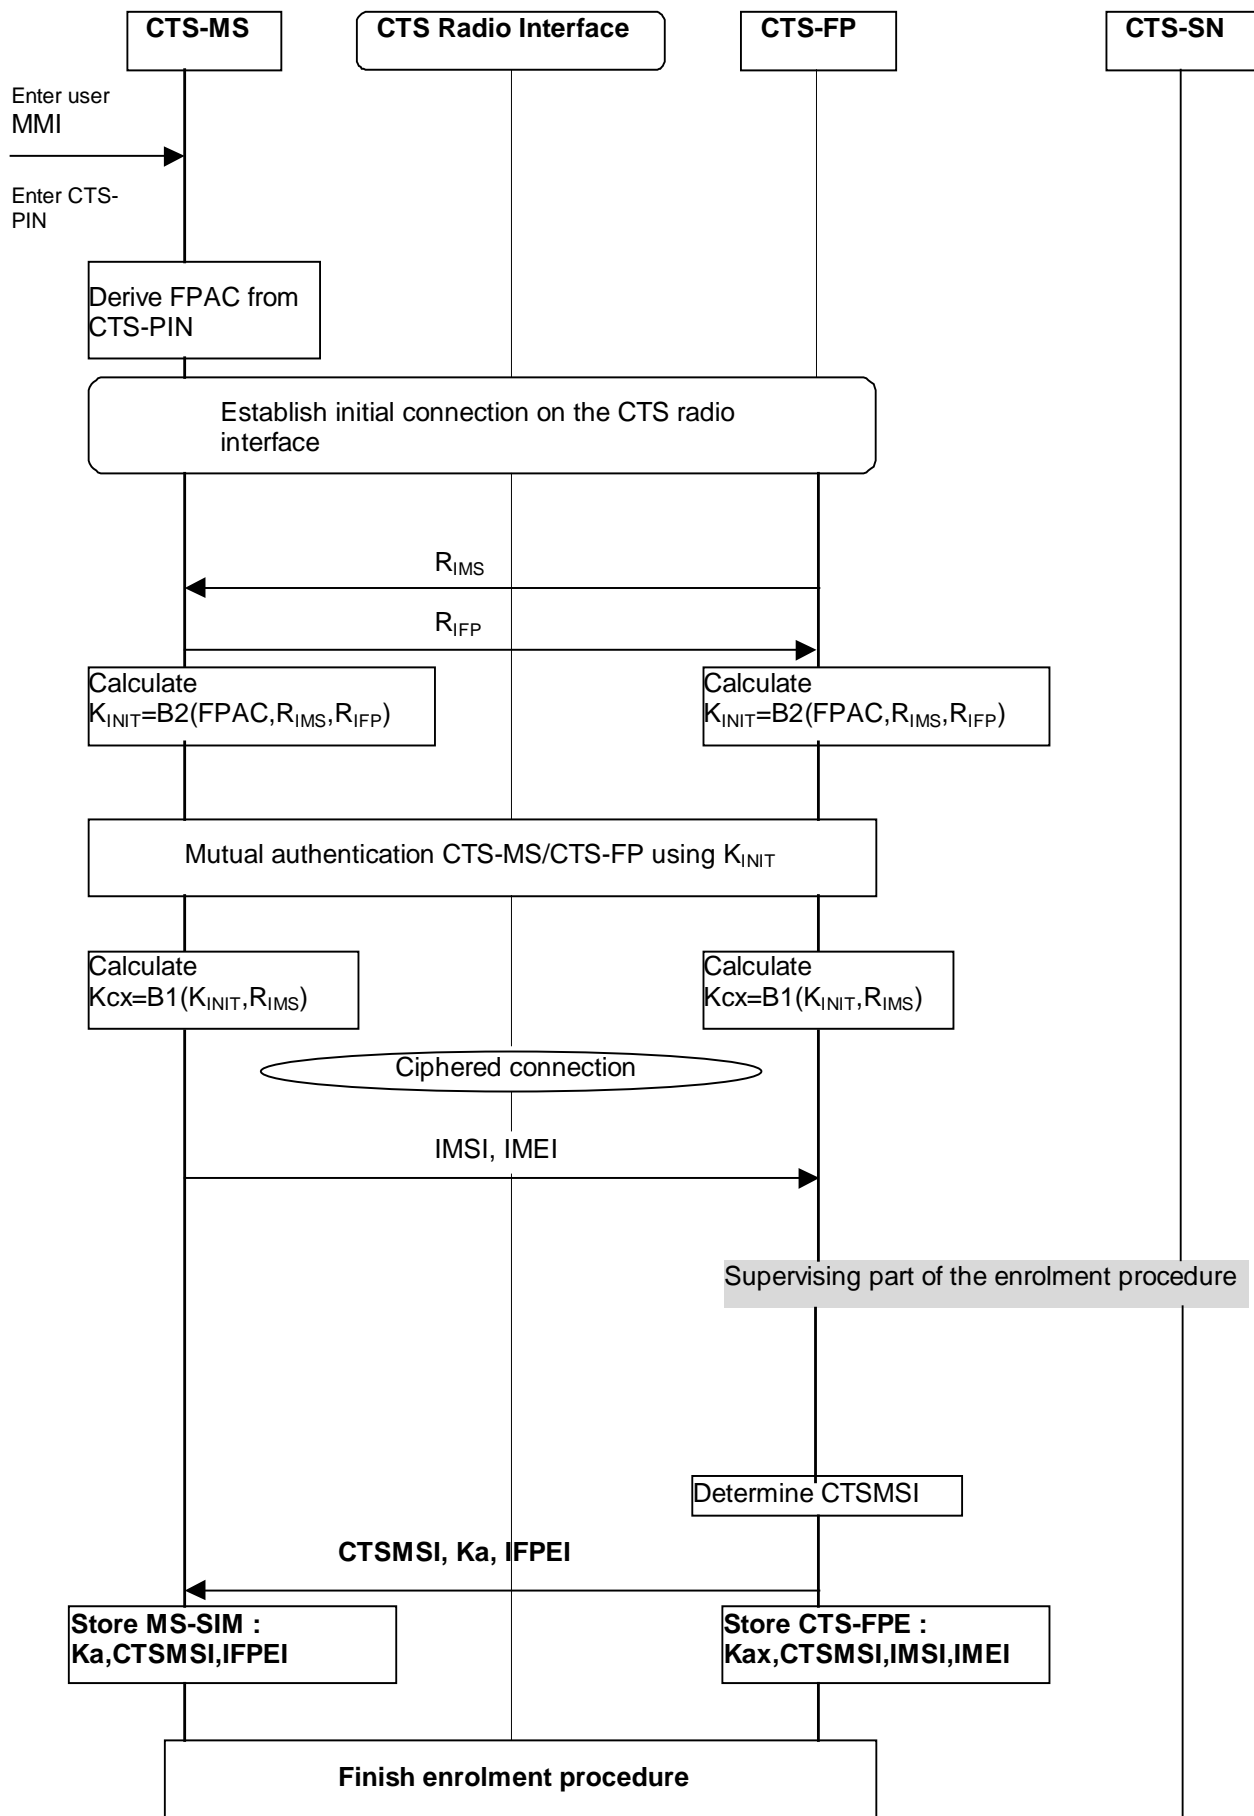 CTS-MS
CTS Radio Interface
CTS-FP
CTS-SN
Enter user
MMI
Enter CTS-
PIN
Derive FPAC from
CTS-PIN
Establish initial connection on the CTS radio
interface
RIMS
RIFP
Calculate
KINIT=B2(FPAC,RIMS,RIFP)
Calculate
KINIT=B2(FPAC,RIMS,RIFP)
Mutual authentication CTS-MS/CTS-FP using KINIT
Calculate
Kcx=B1(KINIT,RIMS)
Calculate
Kcx=B1(KINIT,RIMS)
Ciphered connection
IMSI, IMEI
Supervising part of the enrolment procedure
Determine CTSMSI
CTSMSI, Ka, IFPEI
Store MS-SIM :
Ka,CTSMSI,IFPEI
Store CTS-FPE :
Kax,CTSMSI,IMSI,IMEI
Finish enrolment procedure